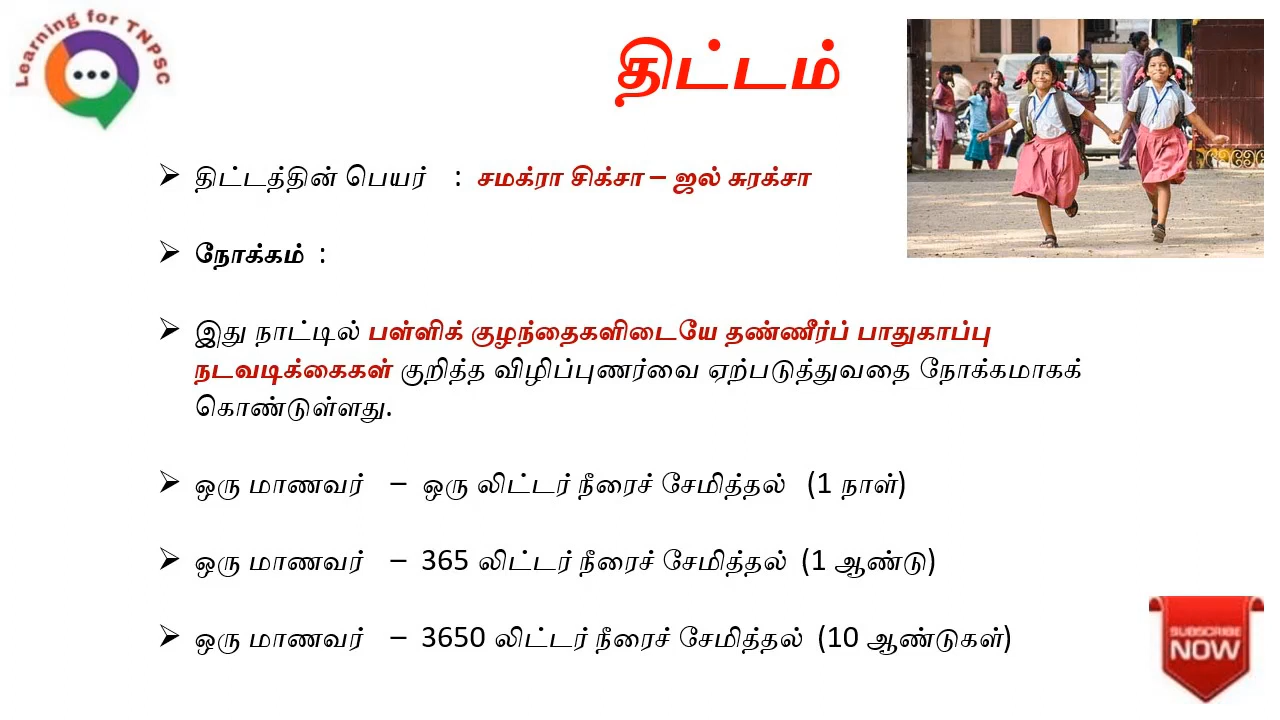 Learning for TNPSC
திட்டம்
➢ திட்டத்தின் பெயர் : சமக்ரா சிக்சா – ஜல் சுரக்சா
➢ நோக்கம் :
➢ இது நாட்டில் பள்ளிக் குழந்தைகளிடையே தண்ணீர்ப் பாதுகாப்பு
நடவடிக்கைகள் குறித்த விழிப்புணர்வை ஏற்படுத்துவதை நோக்கமாகக்
கொண்டுள்ளது.
➢ ஒரு மாணவர் – ஒரு லிட்டர் நீரைச் சேமித்தல் (1 நாள்)
➢ ஒரு மாணவர் – 365 லிட்டர் நீரைச் சேமித்தல் (1 ஆண்டு)
➢ ஒரு மாணவர் – 3650 லிட்டர் நீரைச் சேமித்தல் (10 ஆண்டுகள்)
SUBSCRIBE
NOW